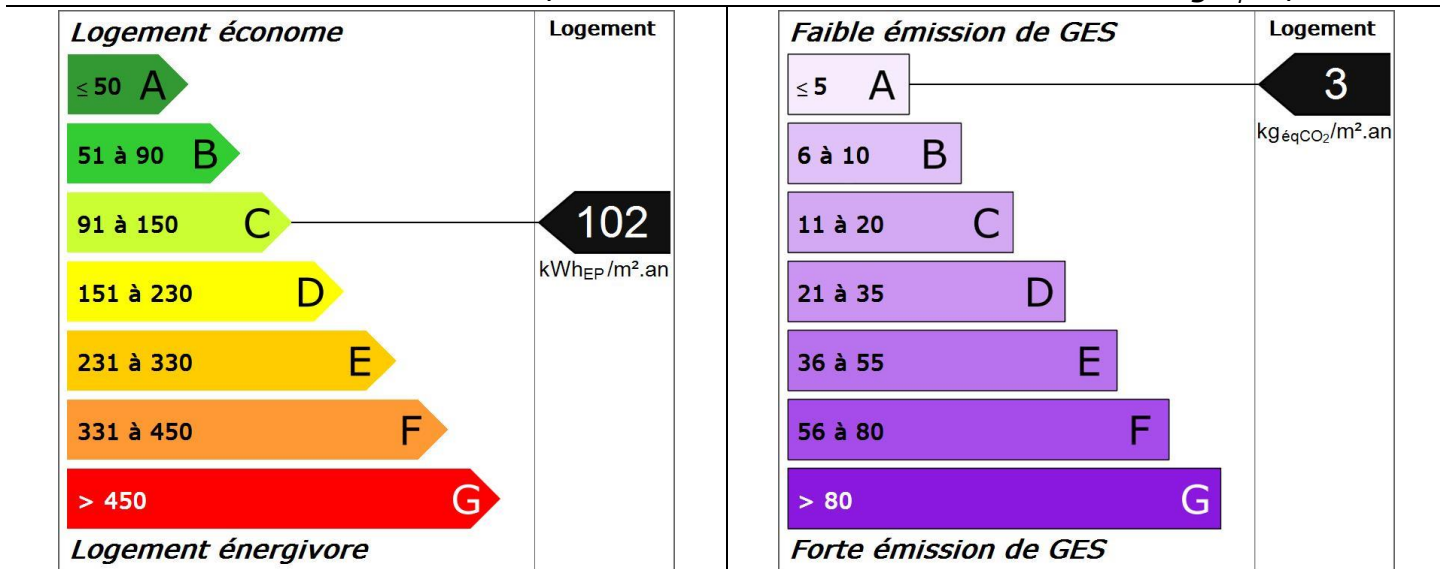 Logement économe
Logement
≤ 50 A
51 à 90 B
91 à 150 C
102
kWhEP/m².an
151 à 230 D
231 à 330 E
331 à 450 F
> 450 G
Logement énergivore
Faible émission de GES
Logement
≤ 5 A
3
kgéqCO₂/m².an
6 à 10 B
11 à 20 C
21 à 35 D
36 à 55 E
56 à 80 F
> 80 G
Forte émission de GES